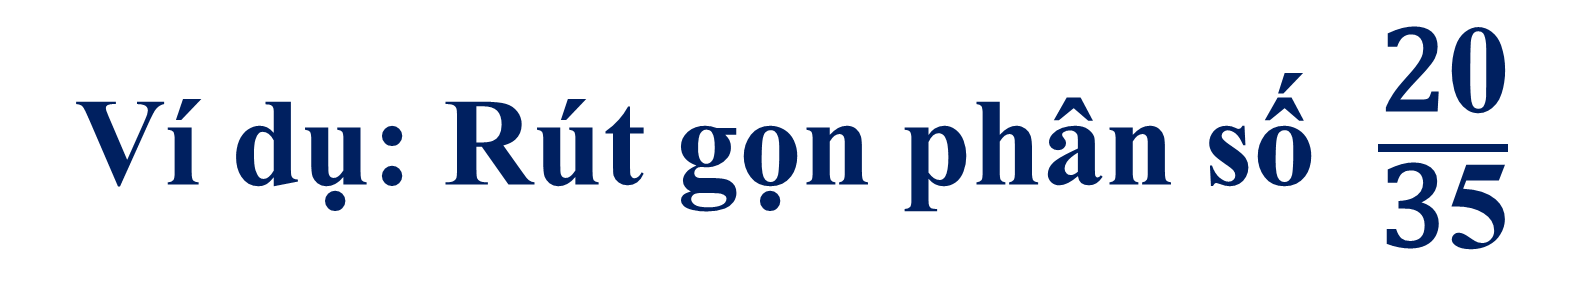 Ví dụ: Rút gọn phân số 20/35